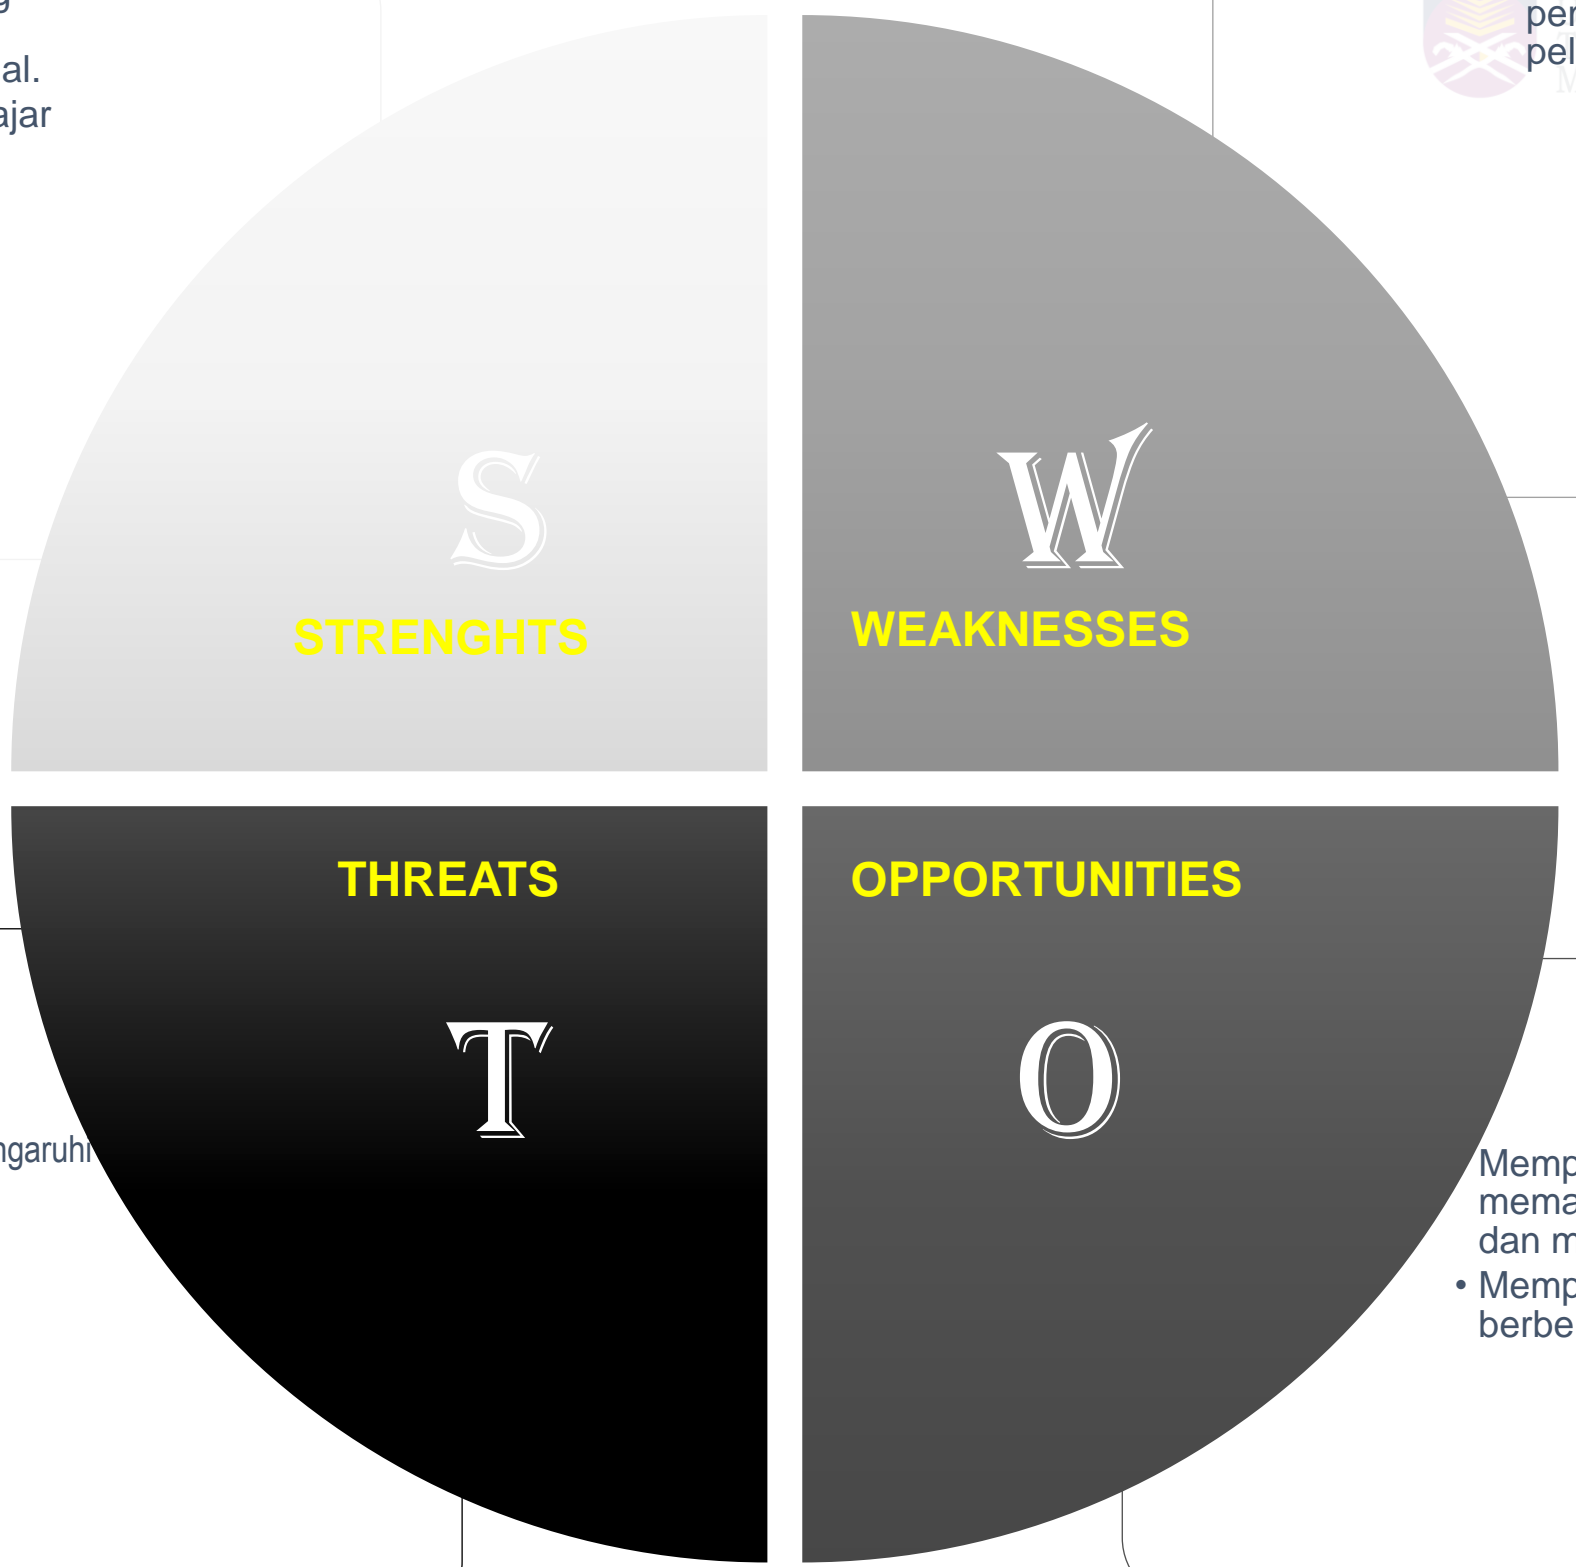 al.
ajar
per
pel
S
W
STRENGHTS
WEAKNESSES
THREATS
OPPORTUNITIES
T
O
ngaruhi
Memp
mema
dan m
• Memp
berbe